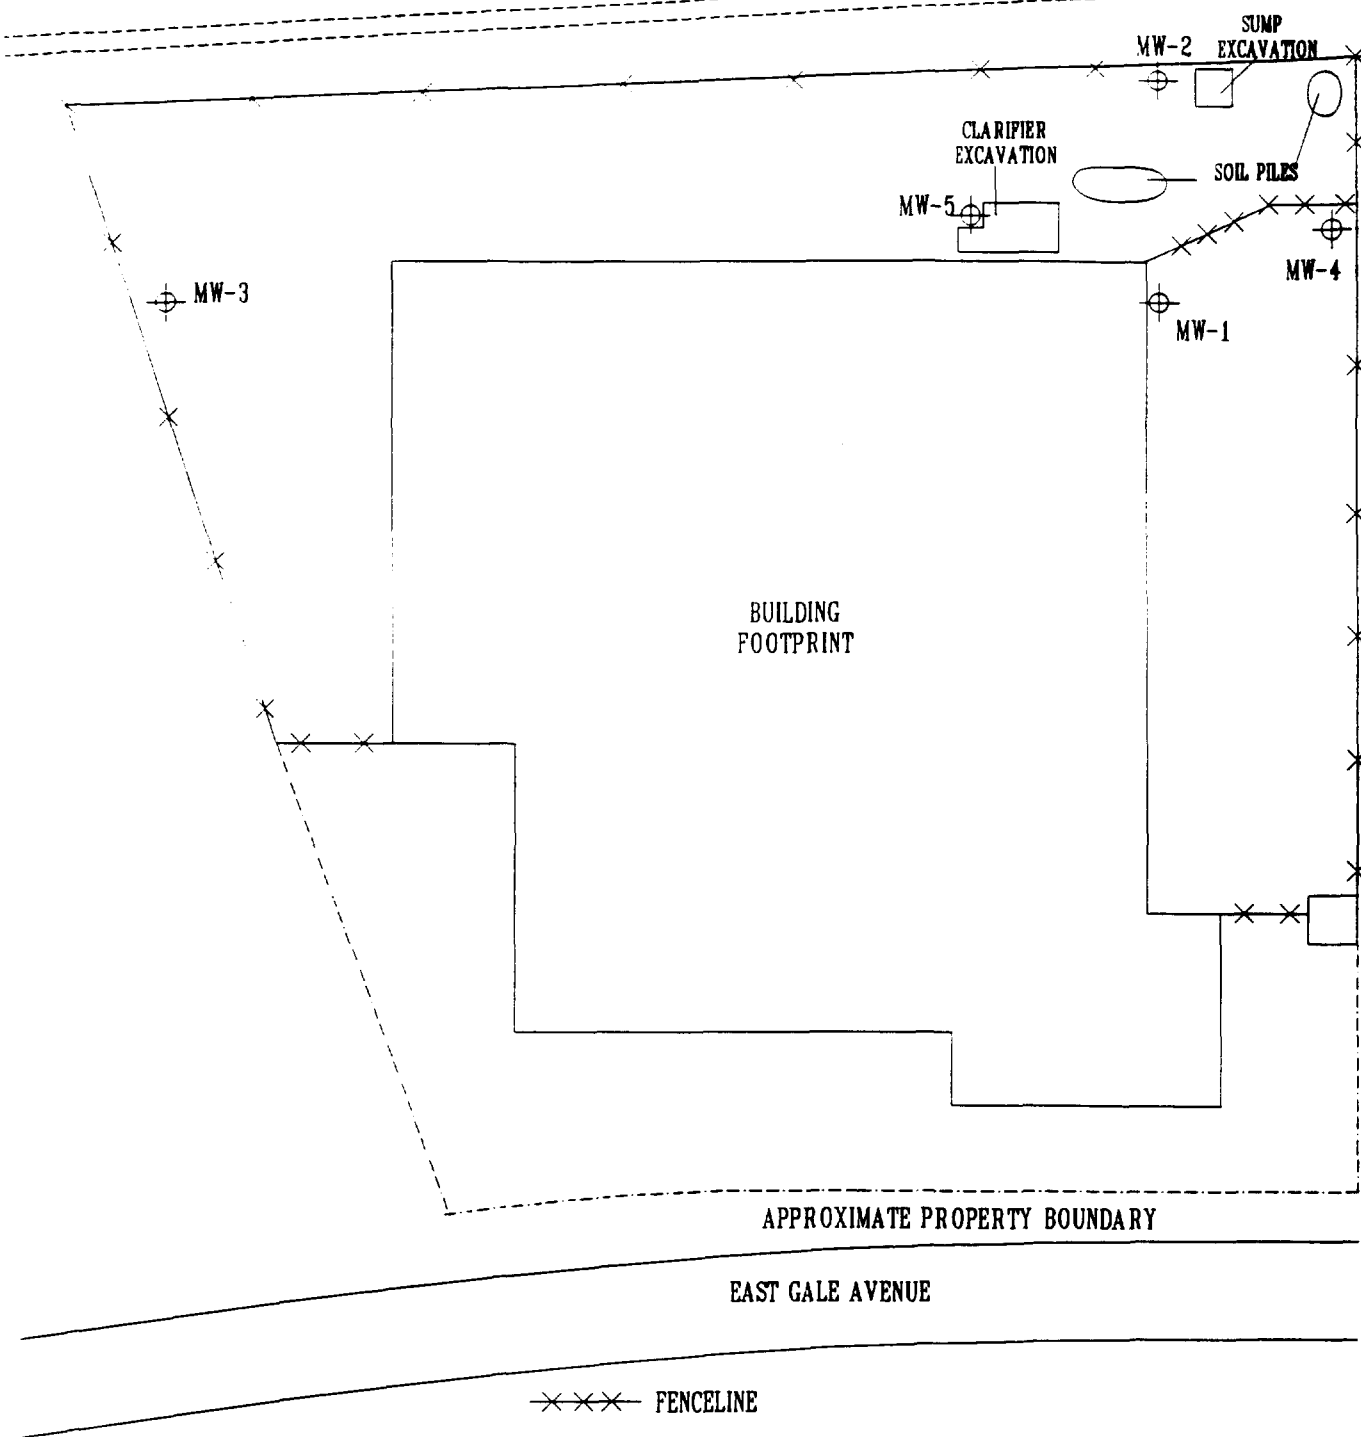 SUMP
MW-2 EXCAVATION
CLARIFIER
EXCAVATION
SOIL PILES
MW-5
MW-4
MW-3
MW-1
BUILDING
FOOTPRINT
APPROXIMATE PROPERTY BOUNDARY
EAST GALE AVENUE
FENCELINE